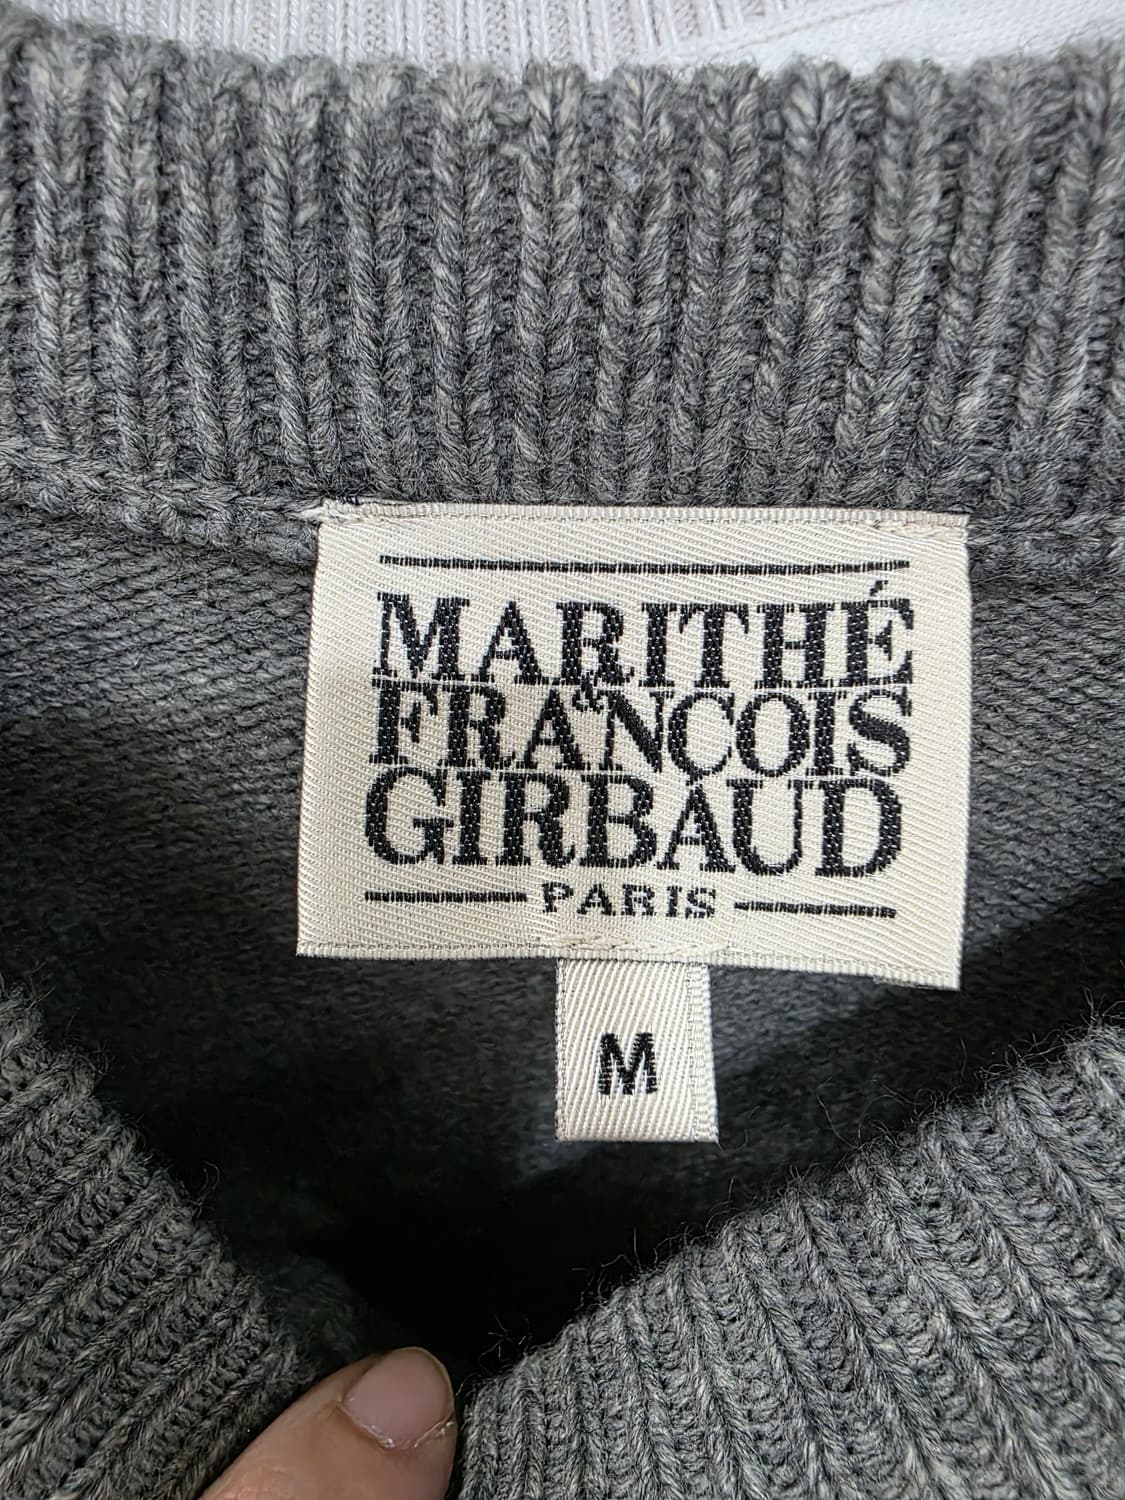 MARITHÉ
&
FRANÇOIS
GIRBAUD
PARIS
M